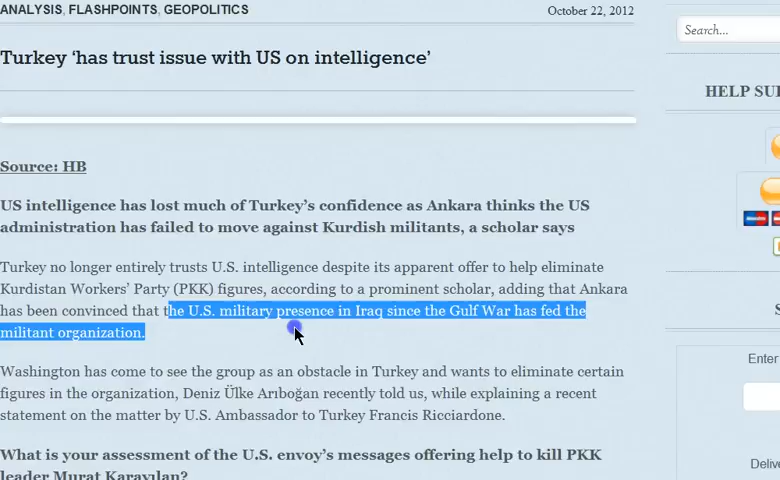 ANALYSIS, FLASHPOINTS, GEOPOLITICS
October 22, 2012
Search...
Turkey ‘has trust issue with US on intelligence’
Source: HB
US intelligence has lost much of Turkey’s confidence as Ankara thinks the US
administration has failed to move against Kurdish militants, a scholar says
Turkey no longer entirely trusts U.S. intelligence despite its apparent offer to help eliminate
Kurdistan Workers’ Party (PKK) figures, according to a prominent scholar, adding that Ankara
has been convinced that the U.S. military presence in Iraq since the Gulf War has fed the
militant organization.
Washington has come to see the group as an obstacle in Turkey and wants to eliminate certain
figures in the organization, Deniz Ülke Arıboğan recently told us, while explaining a recent
statement on the matter by U.S. Ambassador to Turkey Francis Ricciardone.
What is your assessment of the U.S. envoy’s messages offering help to kill PKK
leader Murat Karayılan?
HELP
Enter